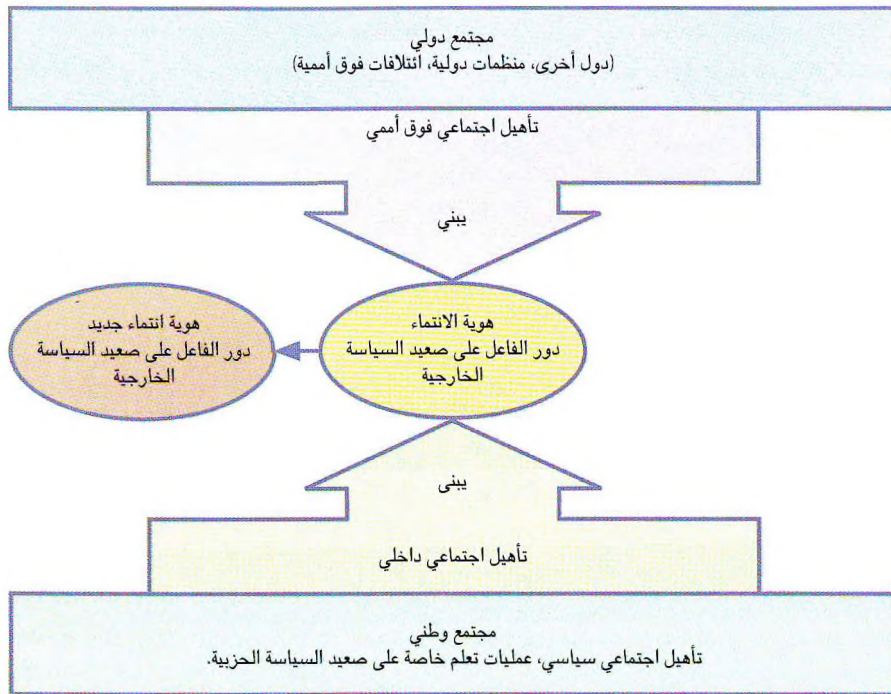 مجتمع دولي
(دول أخرى، منظمات دولية، ائتلافات فوق أممية)
تأهيل اجتماعي فوق أممي
يبني
هوية الانتماء
دور الفاعل على صعيد السياسة
الخارجية
هوية انتماء جديد
دور الفاعل على صعيد السياسة
الخارجية
يبنى
تأهيل اجتماعي داخلي
مجتمع وطني
تأهيل اجتماعي سياسي، عمليات تعلم خاصة على صعيد السياسة الحزبية.